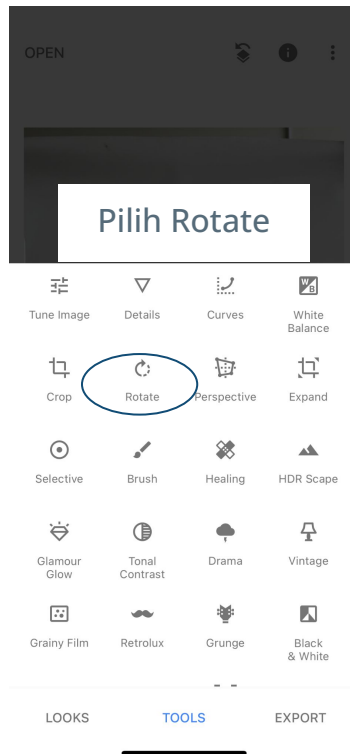 OPEN
Pilih Rotate
Tune Image Details Curves White
Balance
Crop Rotate Perspective Expand
Selective Brush Healing HDR Scape
Glamour Tonal Drama Vintage
Glow Contrast
Grainy Film Retrolux Grunge Black
& White
LOOKS TOOLS EXPORT